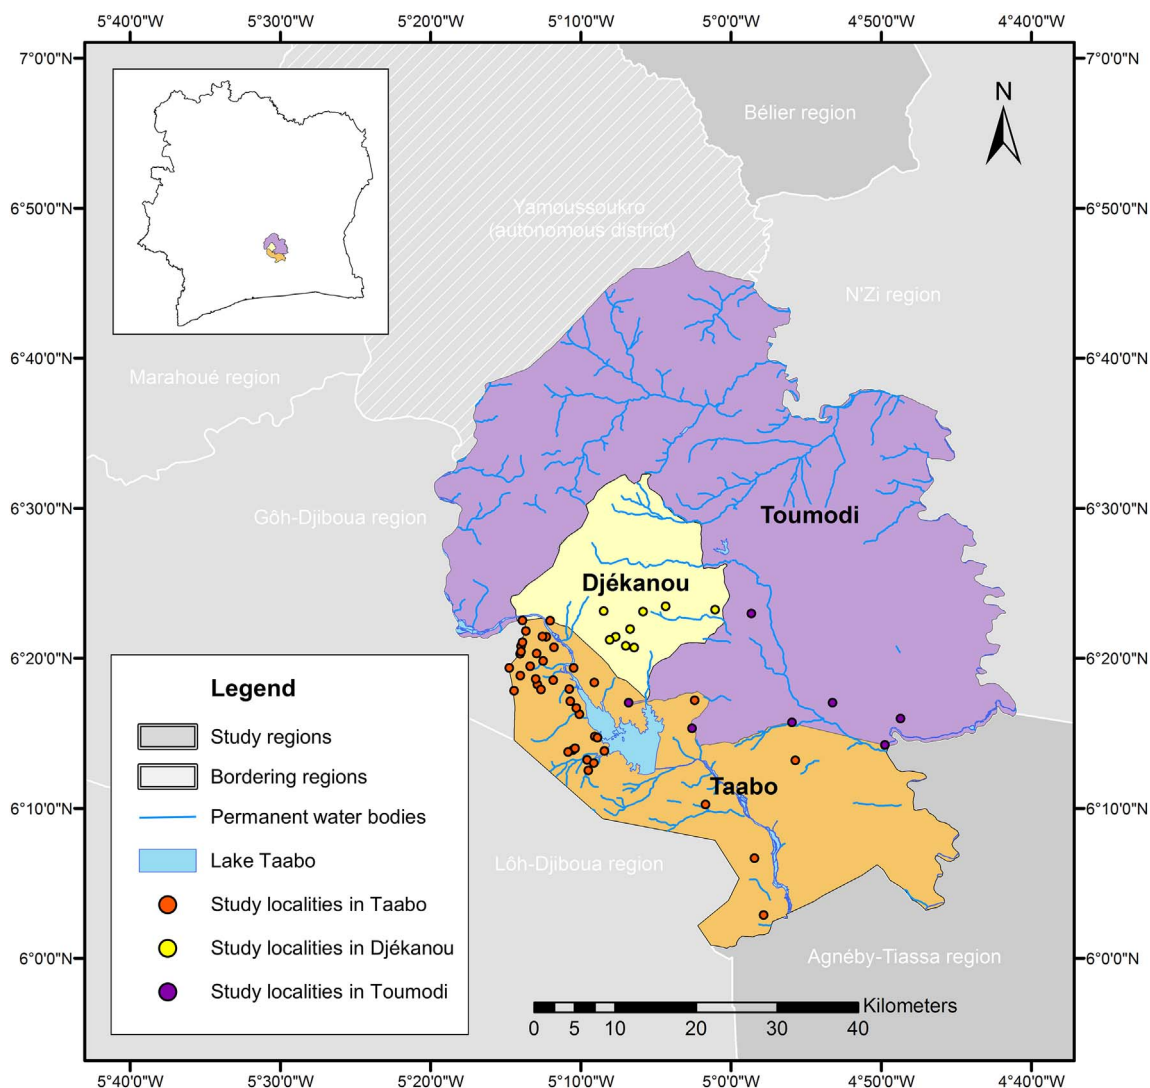 5°40'0"W 5°30'0"W 5°20'0"W 5°10'0"W 5°0'0"W 4°50'0"W 4°40'0"W
7°0'0"N 7°0'0"N
N
Bélier region
6°50'0"N 6°50'0"N
Yamoussoukro
(autonomous district)
N'Zi region
6°40'0"N 6°40'0"N
Marahoué region
6°30'0"N 6°30'0"N
Gôh-Djiboua region
Toumodi
Djékanou
6°20'0"N 6°20'0"N
Legend
Study regions
Bordering regions
Permanent water bodies
Lake Taabo
Study localities in Taabo
Study localities in Djékanou
Study localities in Toumodi
Taabo
6°10'0"N 6°10'0"N
Lôh-Djiboua region
6°0'0"N 6°0'0"N
Agnéby-Tiassa region
Kilometers
0 5 10 20 30 40
5°40'0"W 5°30'0"W 5°20'0"W 5°10'0"W 5°0'0"W 4°50'0"W 4°40'0"W